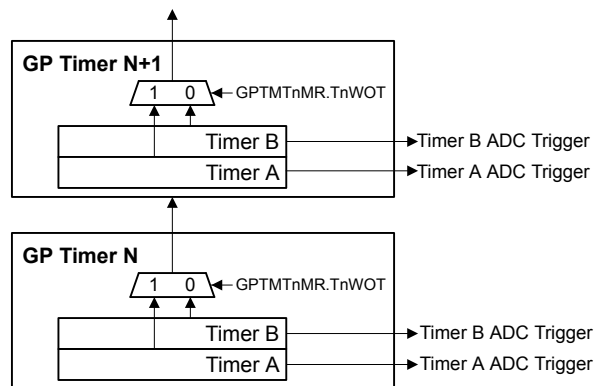 GP Timer N+1
1 0 GPTMTnMR.TnWOT
Timer B Timer B ADC Trigger
Timer A Timer A ADC Trigger
GP Timer N
1 0 GPTMTnMR.TnWOT
Timer B Timer B ADC Trigger
Timer A Timer A ADC Trigger